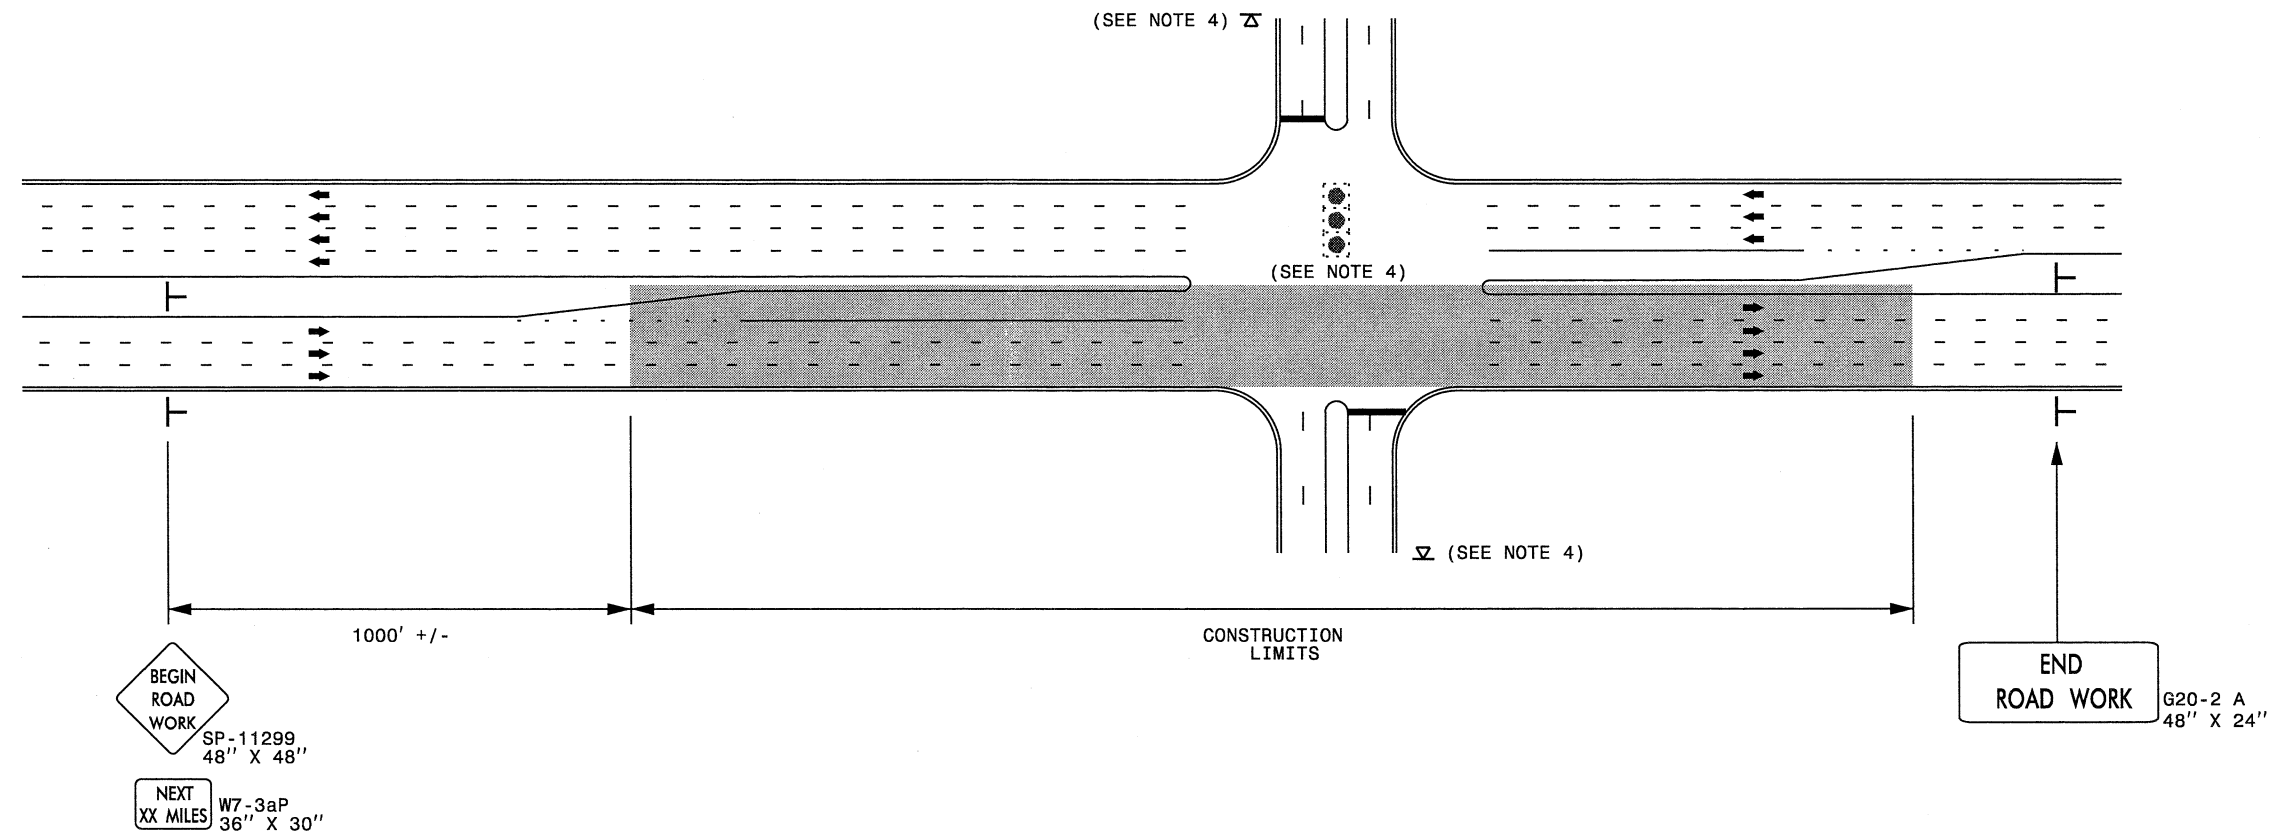 (SEE NOTE 4)
(SEE NOTE 4)
(SEE NOTE 4)
1000' +/-
CONSTRUCTION
LIMITS
BEGIN
ROAD
WORK
SP-11299
48" X 48"
NEXT
XX MILES
W7-3aP
36" X 30"
END
ROAD WORK
G20-2 A
48" X 24"